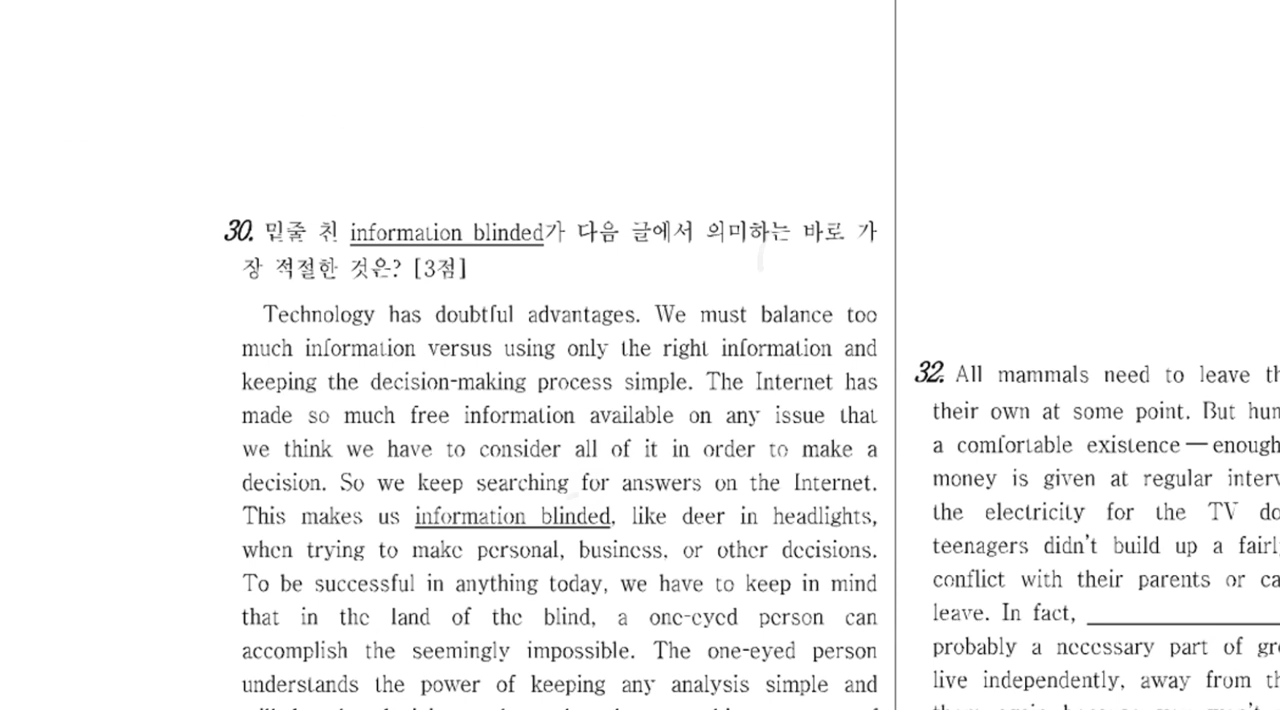 30. 밑줄 친 information blinded가 다음 글에서 의미하는 바로 가
장 적절한 것은? [3점]
Technology has doubtful advantages. We must balance too
much information versus using only the right information and
keeping the decision-making process simple. The Internet has
made so much free information available on any issue that
we think we have to consider all of it in order to make a
decision. So we keep searching for answers on the Internet.
This makes us information blinded, like deer in headlights,
when trying to make personal, business, or other decisions.
To be successful in anything today, we have to keep in mind
that in the land of the blind, a one-eyed person can
accomplish the seemingly impossible. The one-eyed person
understands the power of keeping any analysis simple and
32. All mammals need to leave
their own at some point. But
a comfortable existence — enough
money is given at regular
the electricity for the TV
teenagers didn't build up a
conflict with their parents or
leave. In fact,
probably a necessary part of
live independently, away from